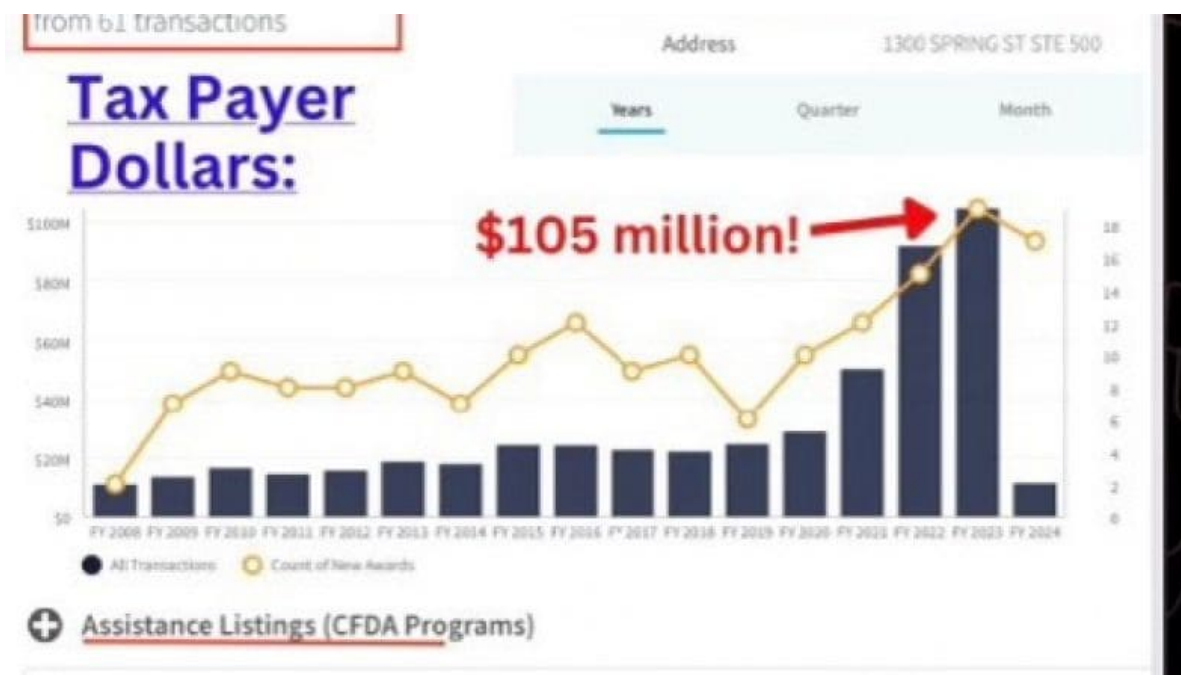 from 61 transactions
Address 1300 SPRING ST STE 500
Tax Payer
Dollars:
Years Quarter Month
$105 million!
$100M 18
$80M 16
14
$60M 12
10
$40M 8
6
$20M 4
2
$0 0
FY 2008 FY 2009 FY 2010 FY 2011 FY 2012 FY 2013 FY 2014 FY 2015 FY 2016 FY 2017 FY 2018 FY 2019 FY 2020 FY 2021 FY 2022 FY 2023 FY 2024
All Transactions Count of New Awards
Assistance Listings (CFDA Programs)